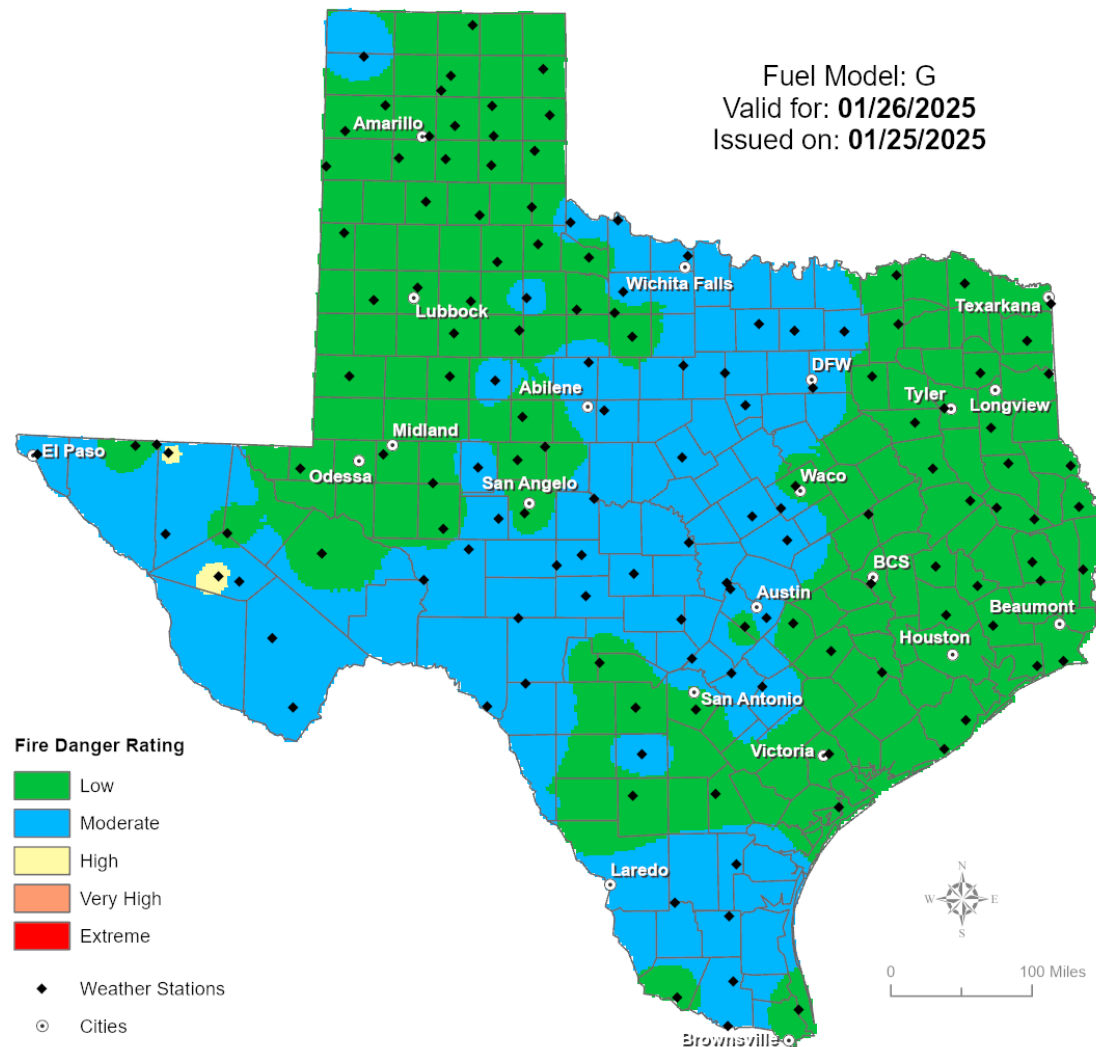 Fuel Model: G
Valid for: 01/26/2025
Issued on: 01/25/2025
Amarillo
Wichita Falls
Lubbock
Texarkana
DFW
Abilene
Tyler
Longview
Midland
El Paso
Odessa
San Angelo
Waco
BCS
Austin
Beaumont
Houston
San Antonio
Victoria
Laredo
Brownsville
Fire Danger Rating
Low
Moderate
High
Very High
Extreme
Weather Stations
Cities
N
W
E
S
0
100 Miles